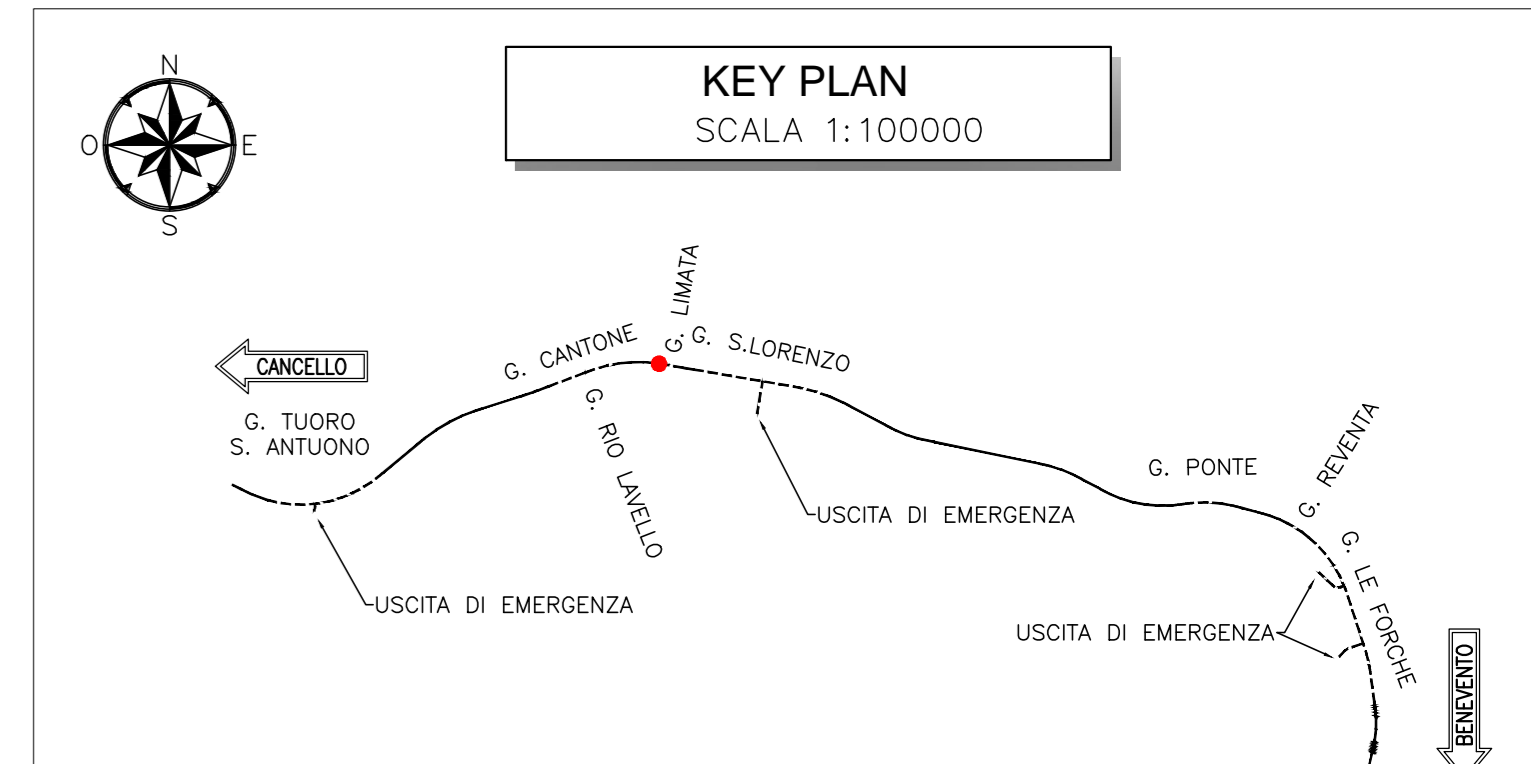 N
O
E
S
KEY PLAN
SCALA 1:100000
CANCELLO
G. TUORO
S. ANTUONO
G. CANTONE
G. LIMATA
G. S.LORENZO
G. RIO LAVELLO
USCITA DI EMERGENZA
USCITA DI EMERGENZA
G. PONTE
G. REVENTA
G. LE FORCHE
USCITA DI EMERGENZA
BENEVENTO